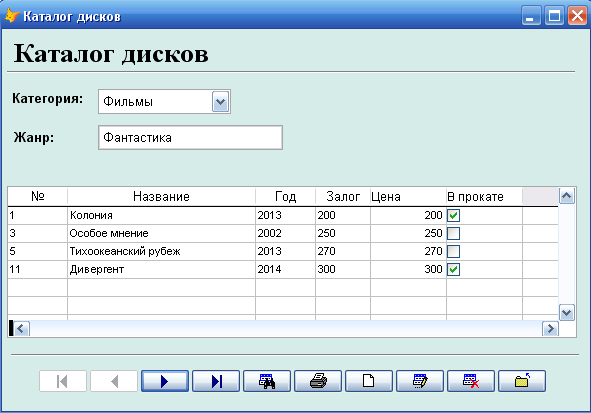 Каталог дисков
Каталог дисков
Категория: Фильмы
Жанр: Фантастика
№ Название Год Залог Цена В прокате
1 Колония 2013 200 200
3 Особое мнение 2002 250 250
5 Тихоокеанский рубеж 2013 270 270
11 Дивергент 2014 300 300